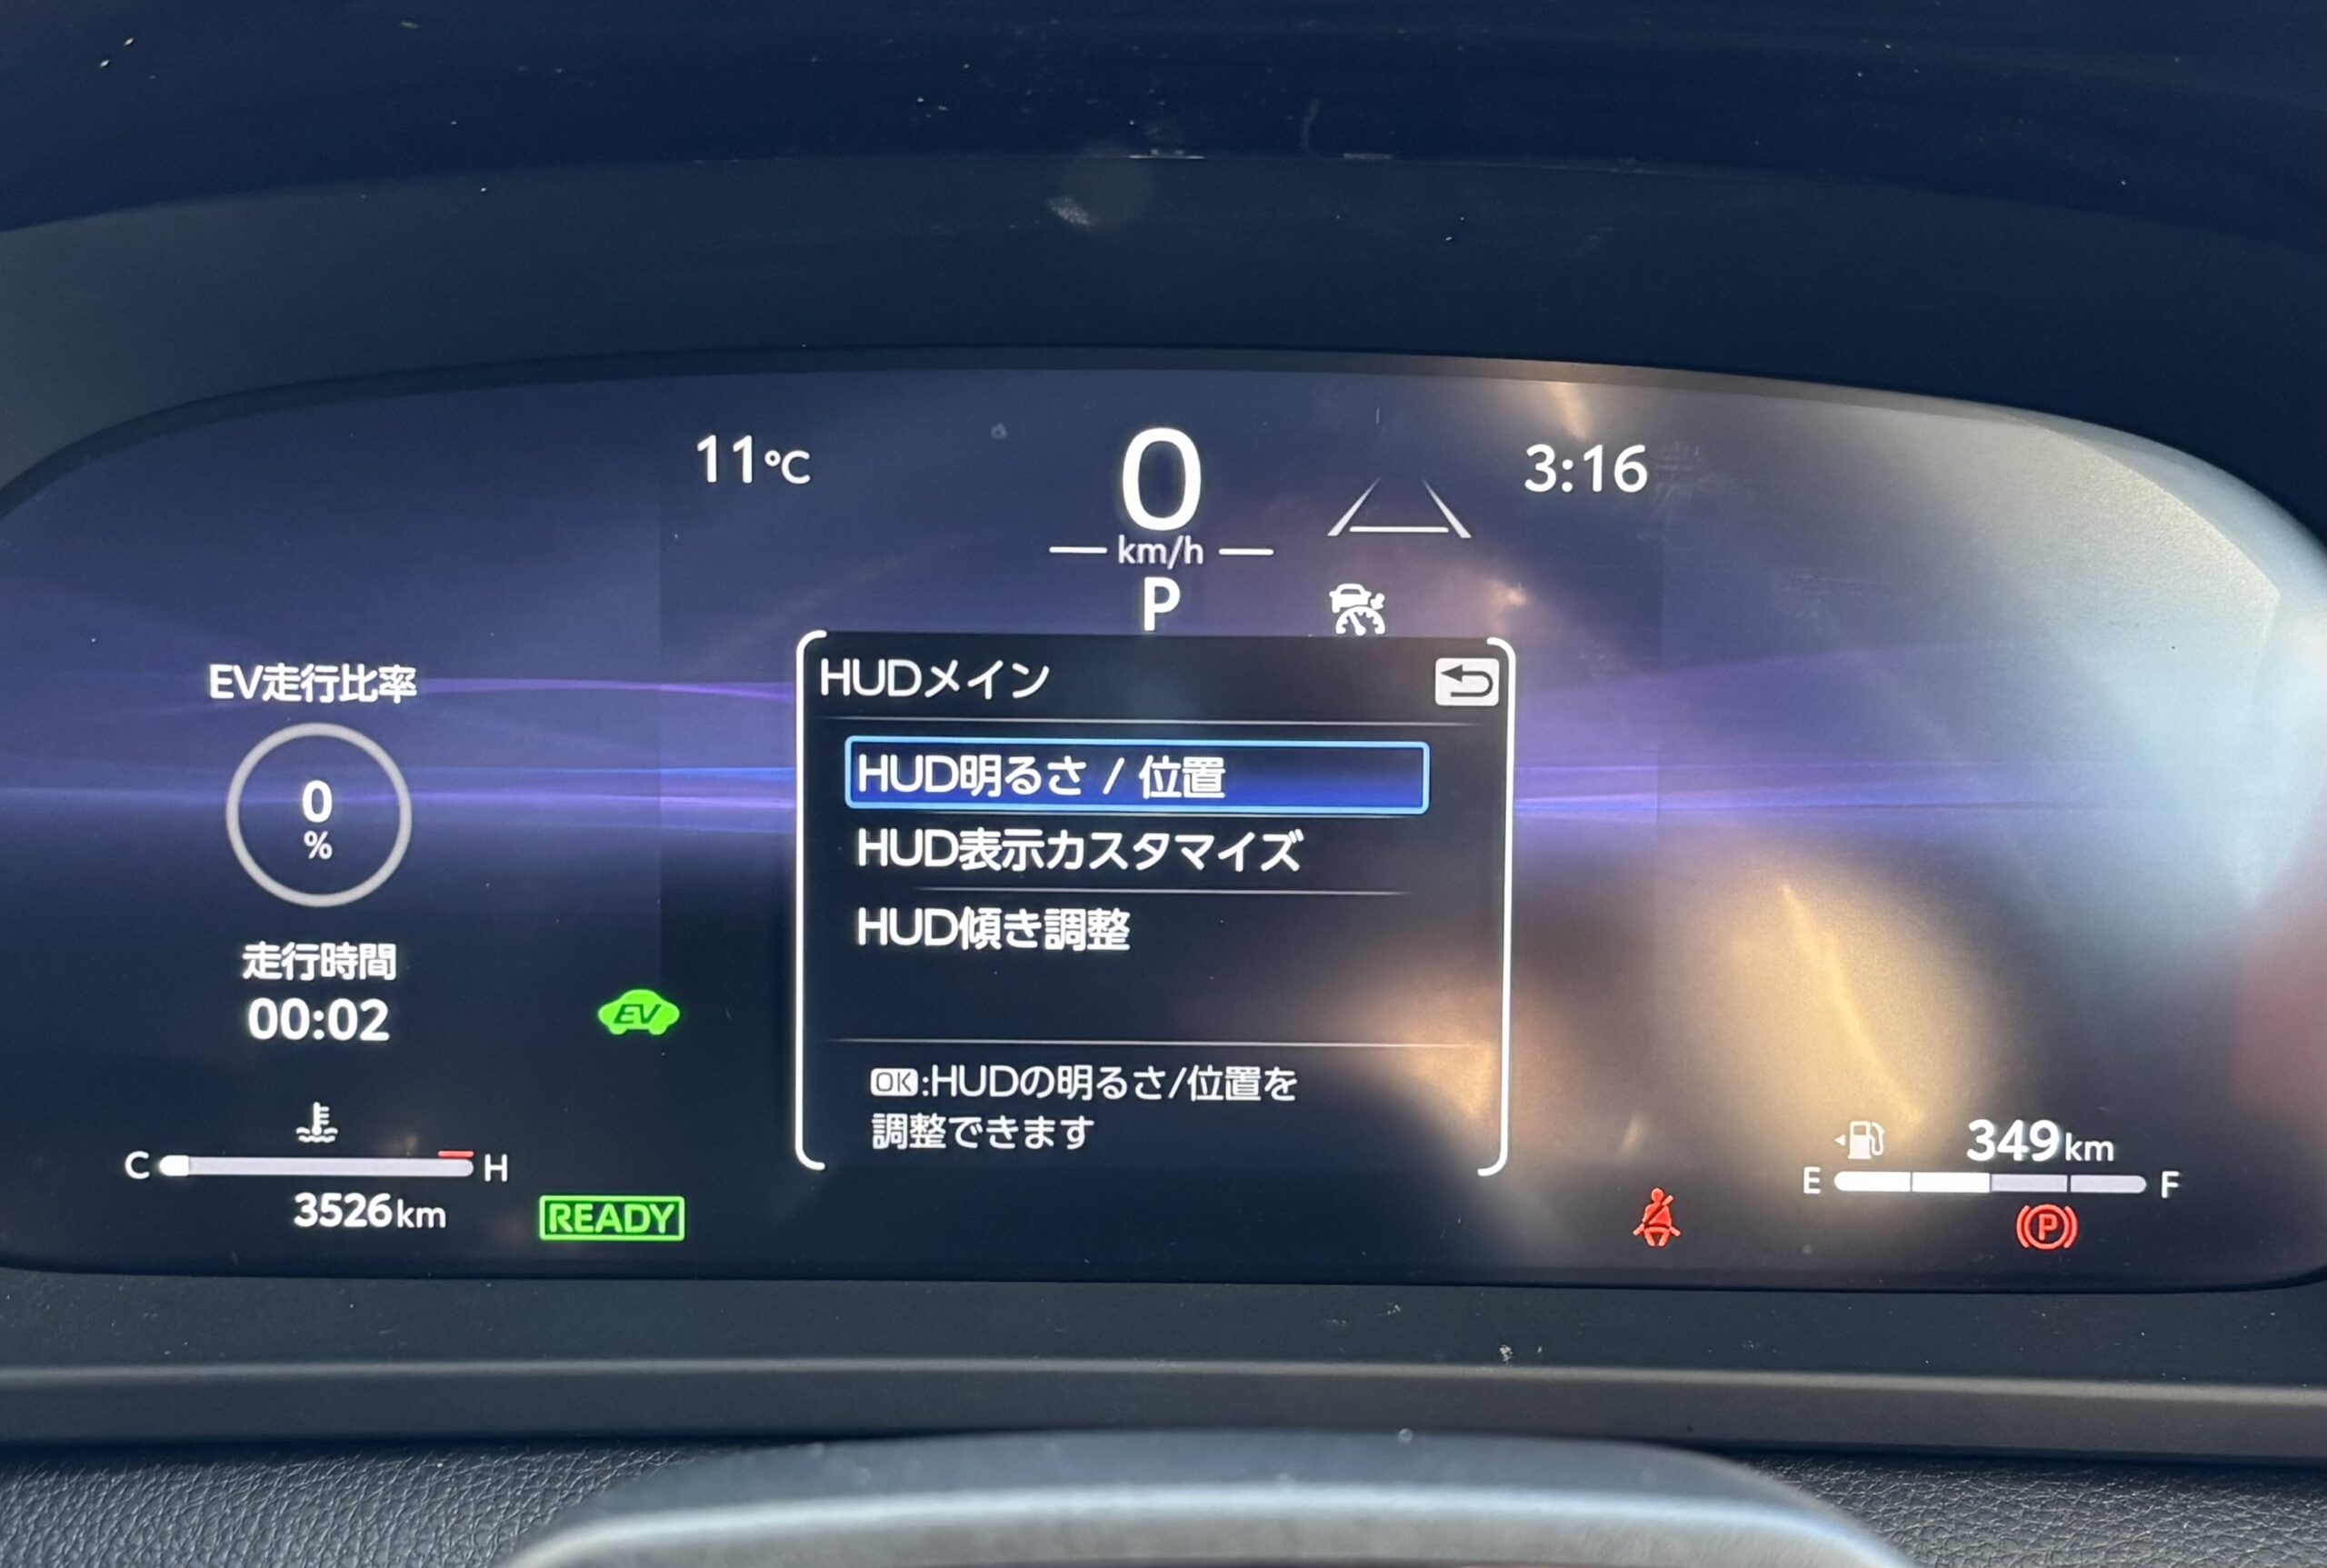 11℃
0
km/h
P
3:16
EV走行比率
0
%
走行時間
00:02
C
H
3526km
EV
READY
HUDメイン
HUD明るさ / 位置
HUD表示カスタマイズ
HUD傾き調整
OK:HUDの明るさ/位置を
調整できます
349km
E
F
P